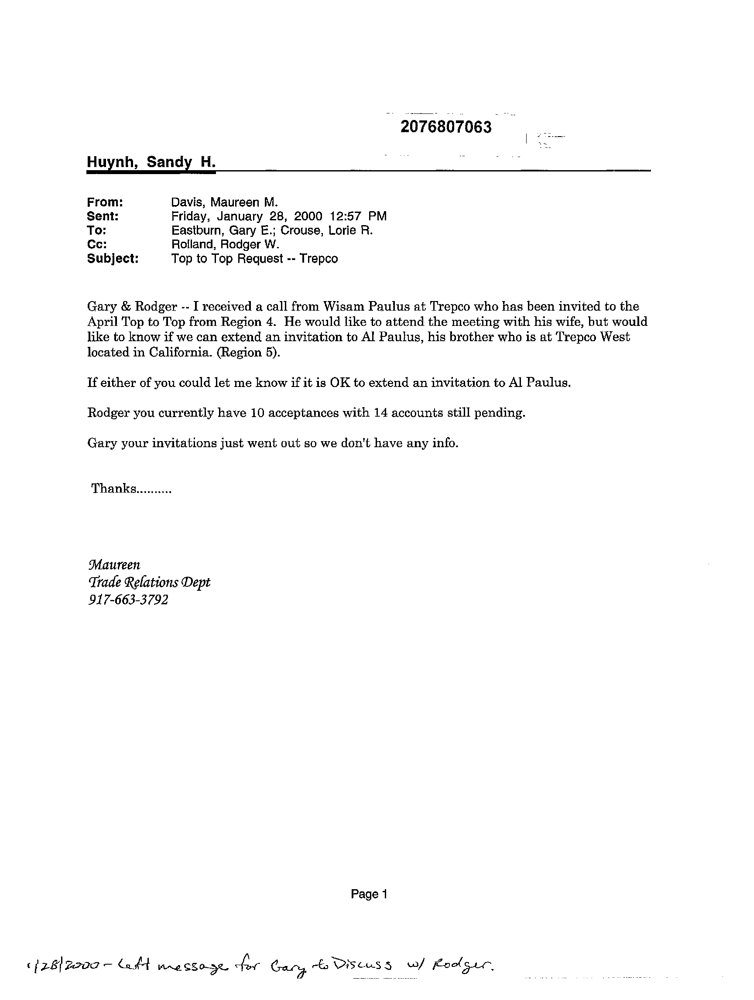 2076807063
Huynh, Sandy H.
From: Davis, Maureen M.
Sent: Friday, January 28, 2000 12:57 PM
To: Eastburn, Gary E.; Crouse, Lorie R.
Cc: Rolland, Rodger W.
Subject: Top to Top Request -- Trepco
Gary & Rodger -- I received a call from Wisam Paulus at Trepco who has been invited to the
April Top to Top from Region 4. He would like to attend the meeting with his wife, but would
like to know if we can extend an invitation to Al Paulus, his brother who is at Trepco West
located in California. (Region 5).
If either of you could let me know if it is OK to extend an invitation to Al Paulus.
Rodger you currently have 10 acceptances with 14 accounts still pending.
Gary your invitations just went out so we don't have any info.
Thanks..........
Maureen
Trade Relations Dept
917-663-3792
Page 1
1/28/2000 - Left message for Gary to Discuss w/ Rodger.